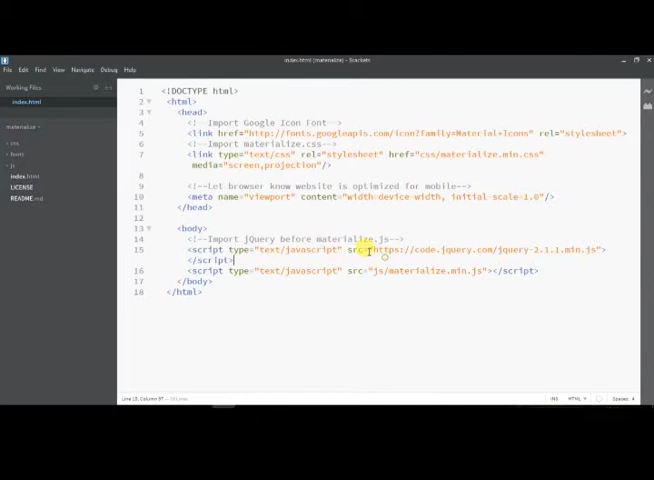 index.html (materialize) - Brackets
File Edit Find View Navigate Debug Help
Working Files
index.html
materialize
css
fonts
js
index.html
LICENSE
README.md
1 <!DOCTYPE html>
2 <html>
3 <head>
4 <!--Import Google Icon Font-->
5 <link href="http://fonts.googleapis.com/icon?family=Material+Icons" rel="stylesheet">
6 <!--Import materialize.css-->
7 <link type="text/css" rel="stylesheet" href="css/materialize.min.css"
media="screen,projection"/>
8
9 <!--Let browser know website is optimized for mobile-->
10 <meta name="viewport" content="width=device-width, initial-scale=1.0"/>
11 </head>
12
13 <body>
14 <!--Import jQuery before materialize.js-->
15 <script type="text/javascript" src="https://code.jquery.com/jquery-2.1.1.min.js">
</script>
16 <script type="text/javascript" src="js/materialize.min.js"></script>
17 </body>
18 </html>
INS HTML Spaces: 4